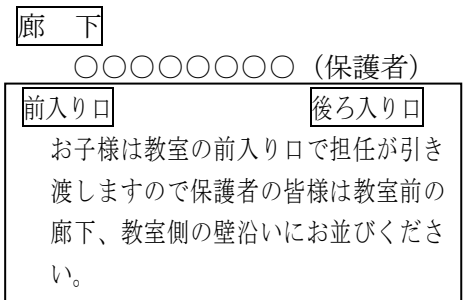 廊　下
○○○○○○○○（保護者）
前入り口　後ろ入り口
お子様は教室の前入り口で担任が引き
渡しますので保護者の皆様は教室前の
廊下、教室側の壁沿いにお並びくださ
い。